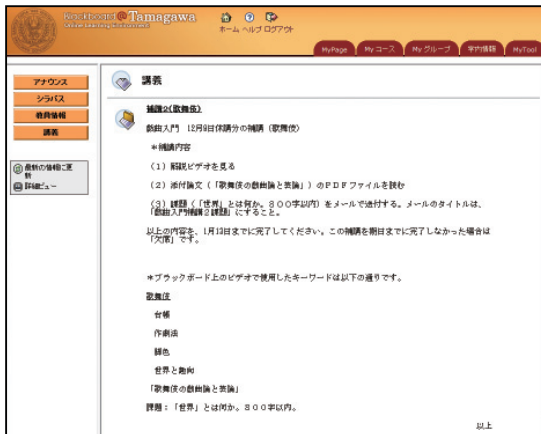 Blackboard@Tamagawa
Online Learning Environment
ホーム ヘルプ ログアウト
MyPage
My コース
My グループ
学内情報
MyTool
アナウンス
シラバス
教員情報
講義
最新の情報に更
新
詳細ビュー
講義
補講2(歌舞伎)
戯曲入門 12月8日休講分の補講(歌舞伎)
*補講内容
(1)解説ビデオを見る
(2)添付論文(「歌舞伎の戯曲論と芸論」)のPDFファイルを読む
(3)課題(「世界」とは何か。800字以内)をメールで送付する。メールのタイトルは、
「戯曲入門補講2課題」にすること。
以上の内容を、1月13日までに完了してください。この補講を期日までに完了しなかった場合は
「欠席」です。
*ブラックボード上のビデオで使用したキーワードは以下の通りです。
歌舞伎
台帳
作劇法
脚色
世界と趣向
「歌舞伎の戯曲論と芸論」
課題:「世界」とは何か。800字以内。
以上